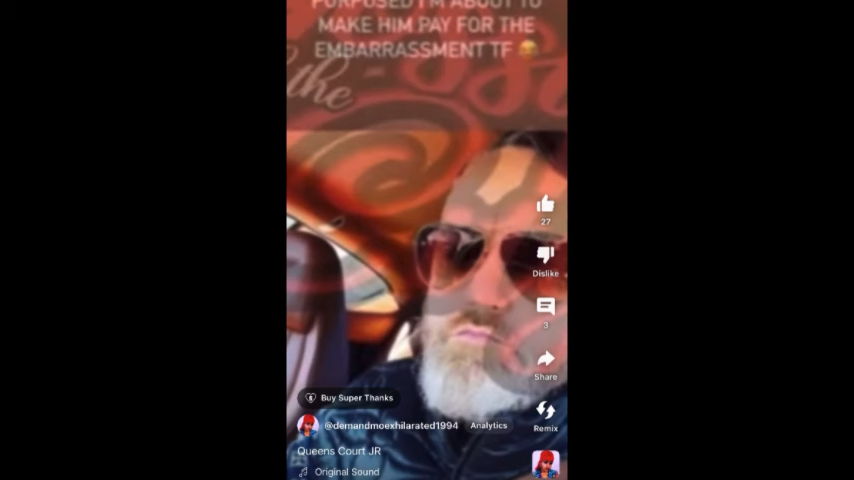 PURPOSED I'M ABOUT TO
MAKE HIM PAY FOR THE
EMBARRASSMENT TF 😂
the
27
Dislike
3
Share
Buy Super Thanks
@demandmoexhilarated1994 Analytics
Remix
Queens Court JR
Original Sound